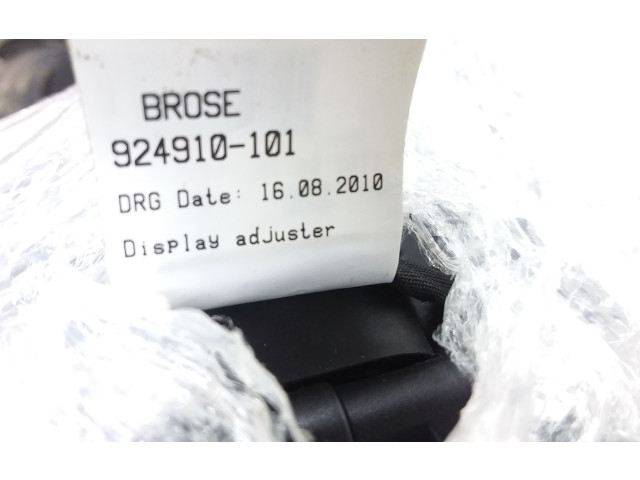 BROSE
924910-101
DRG Date: 16.08.2010
Display adjuster